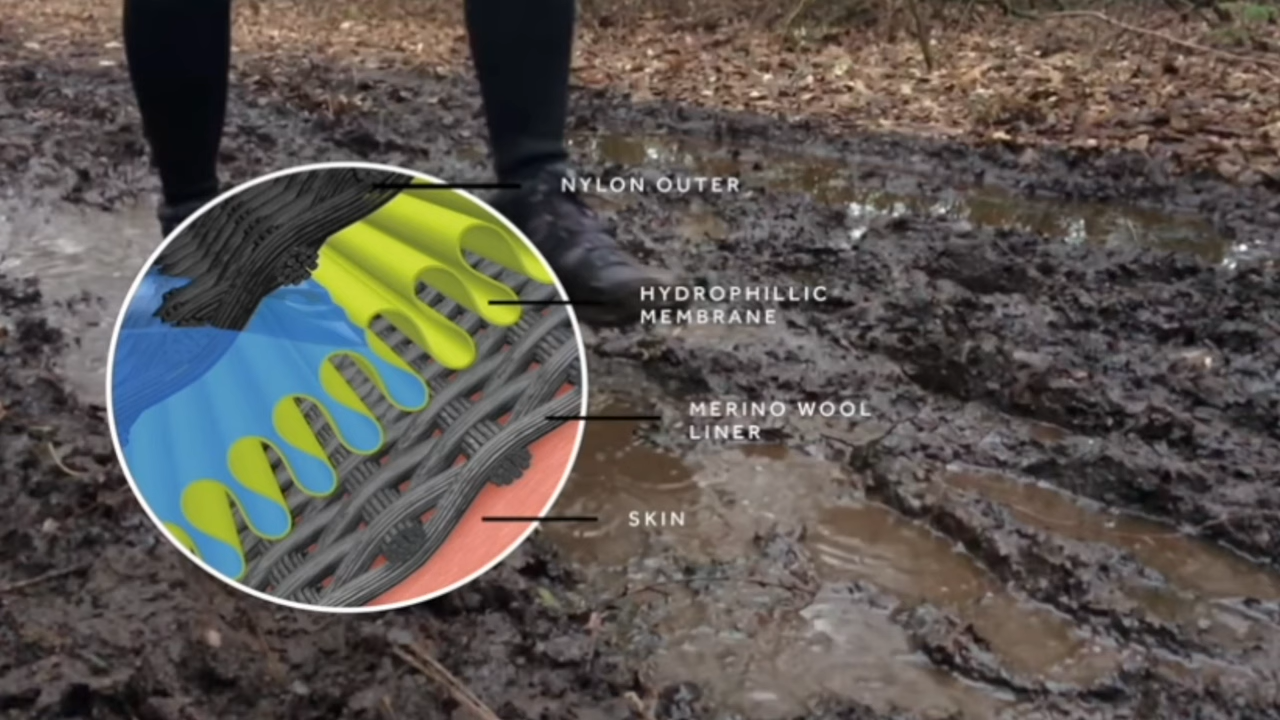 NYLON OUTER
HYDROPHILLIC
MEMBRANE
MERINO WOOL
LINER
SKIN